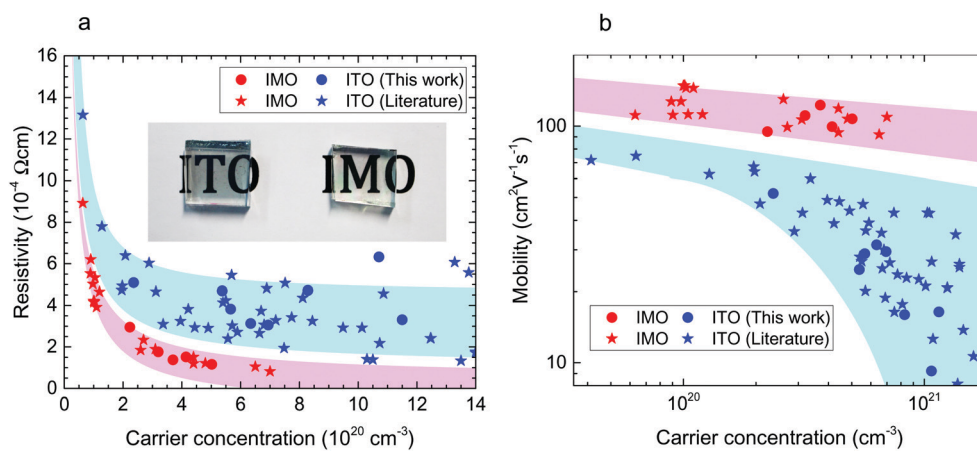 a
16
14
12
10
8
6
4
2
0
0 2 4 6 8 10 12 14
Resistivity (10⁻⁴ Ωcm)
Carrier concentration (10²⁰ cm⁻³)
IMO ITO (This work)
IMO ITO (Literature)
ITO IMO
b
100
10
10²⁰ 10²¹
Mobility (cm²V⁻¹s⁻¹)
Carrier concentration (cm⁻³)
IMO ITO (This work)
IMO ITO (Literature)